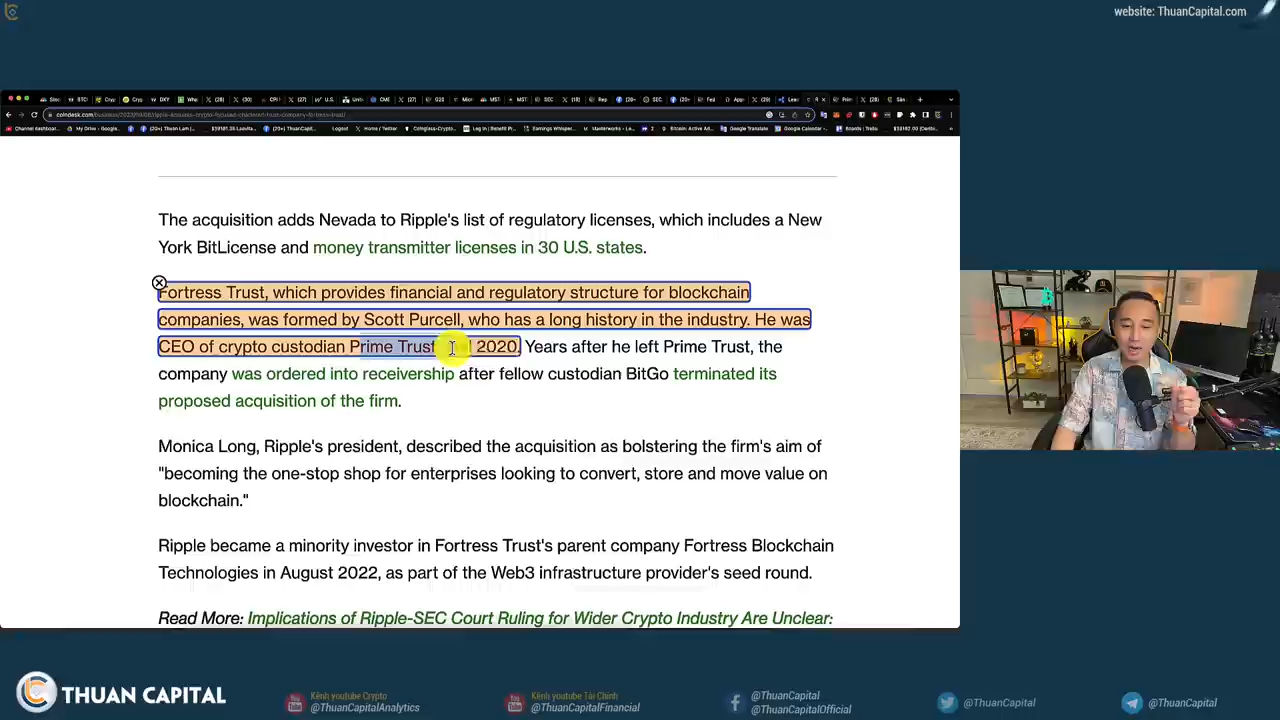 website: ThuanCapital.com
The acquisition adds Nevada to Ripple's list of regulatory licenses, which includes a New
York BitLicense and money transmitter licenses in 30 U.S. states.
Fortress Trust, which provides financial and regulatory structure for blockchain
companies, was formed by Scott Purcell, who has a long history in the industry. He was
CEO of crypto custodian Prime Trust 2020. Years after he left Prime Trust, the
company was ordered into receivership after fellow custodian BitGo terminated its
proposed acquisition of the firm.
Monica Long, Ripple's president, described the acquisition as bolstering the firm's aim of
"becoming the one-stop shop for enterprises looking to convert, store and move value on
blockchain."
Ripple became a minority investor in Fortress Trust's parent company Fortress Blockchain
Technologies in August 2022, as part of the Web3 infrastructure provider's seed round.
Read More: Implications of Ripple-SEC Court Ruling for Wider Crypto Industry Are Unclear:
THUAN CAPITAL
Kênh youtube Crypto
@ThuanCapitalAnalytics
Kênh youtube Tài Chính
@ThuanCapitalFinancial
@ThuanCapital
@ThuanCapitalOfficial
@ThuanCapital
@ThuanCapital